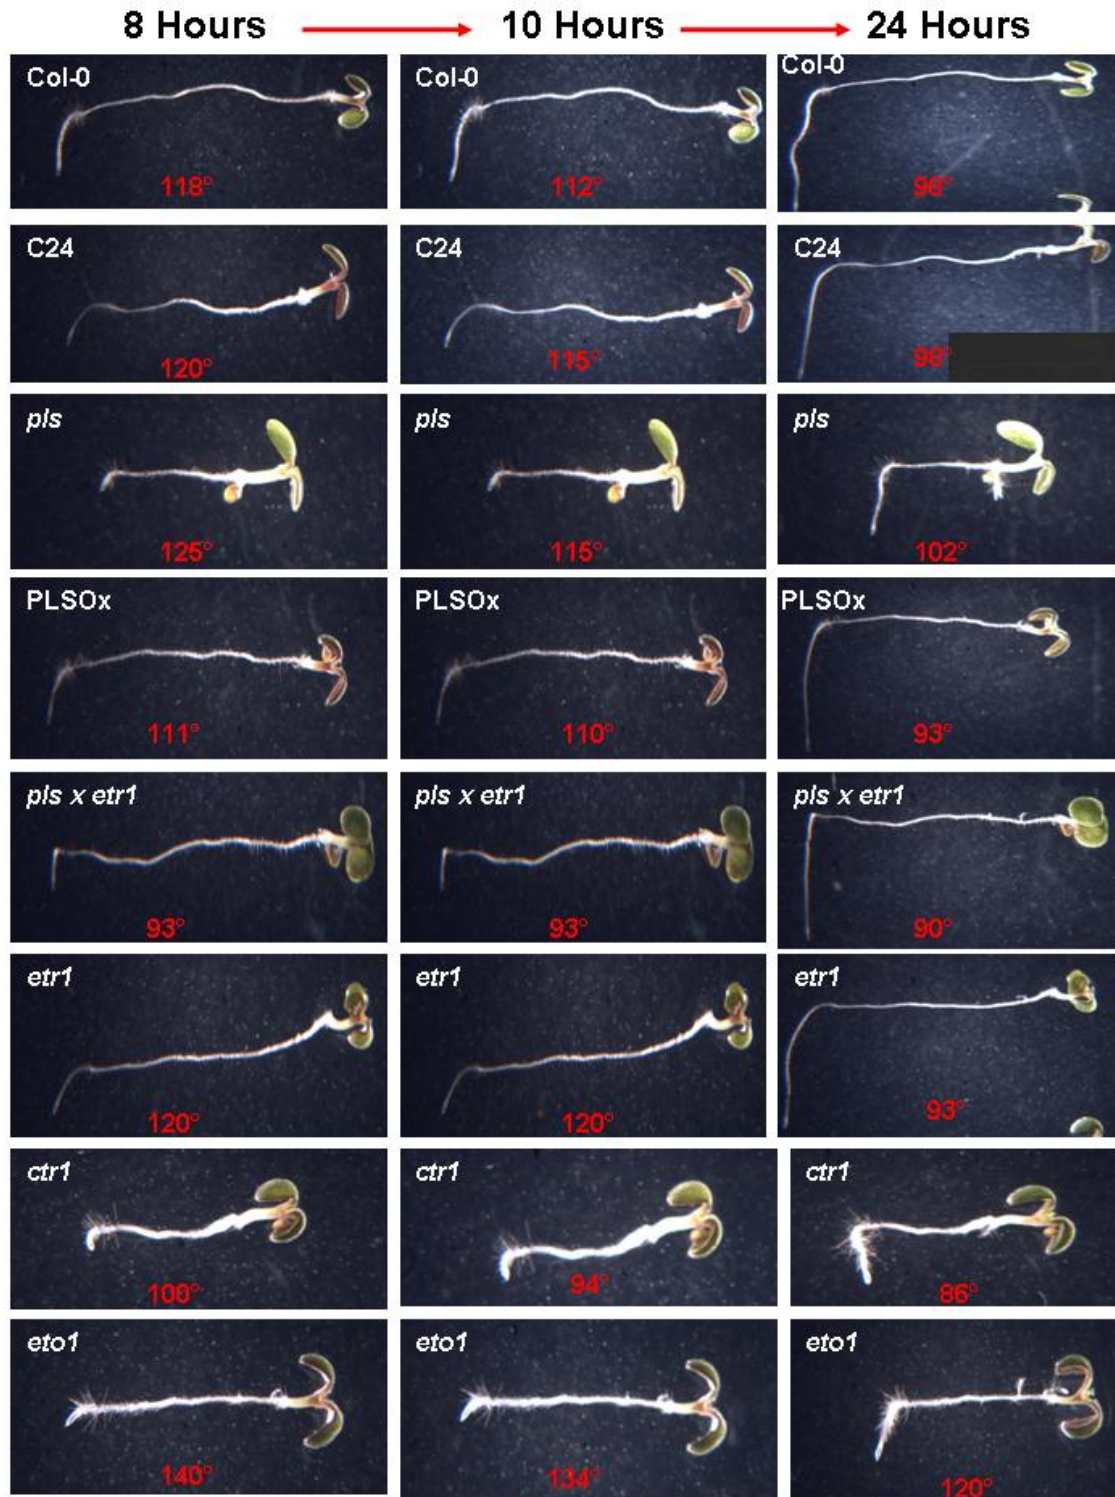 8 Hours 10 Hours 24 Hours
Col-0 Col-0 Col-0
118° 112° 96°
C24 C24 C24
120° 115° 98°
pls pls pls
125° 115° 102°
PLSOx PLSOx PLSOx
111° 110° 93°
pls x etr1 pls x etr1 pls x etr1
93° 93° 90°
etr1 etr1 etr1
120° 120° 93°
ctr1 ctr1 ctr1
100° 94° 86°
eto1 eto1 eto1
140° 134° 120°